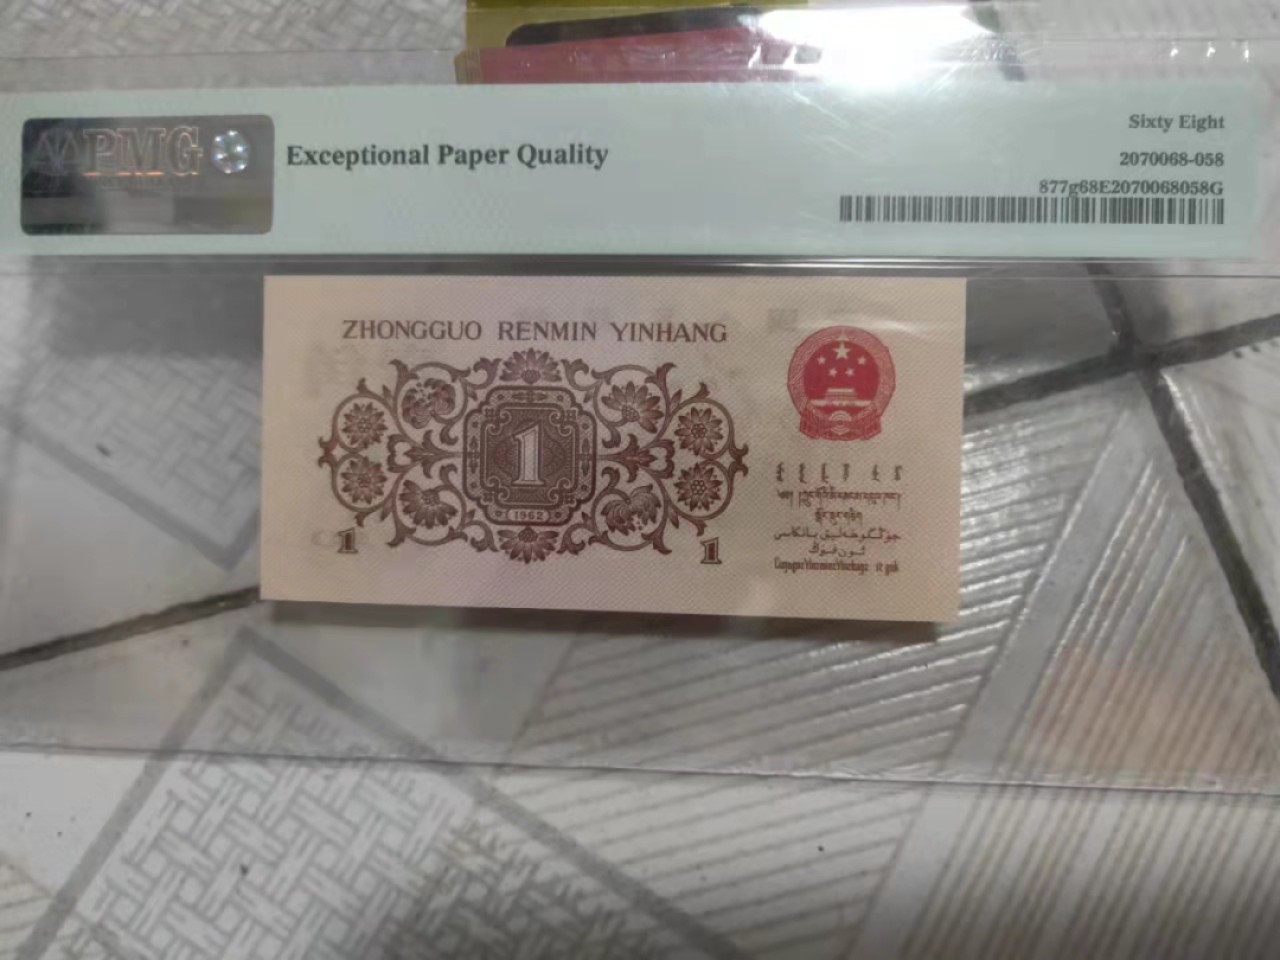 PMG
Exceptional Paper Quality
Sixty Eight
2070068-058
877g68E2070068058G
ZHONGGUO RENMIN YINHANG
1
1962
1
1